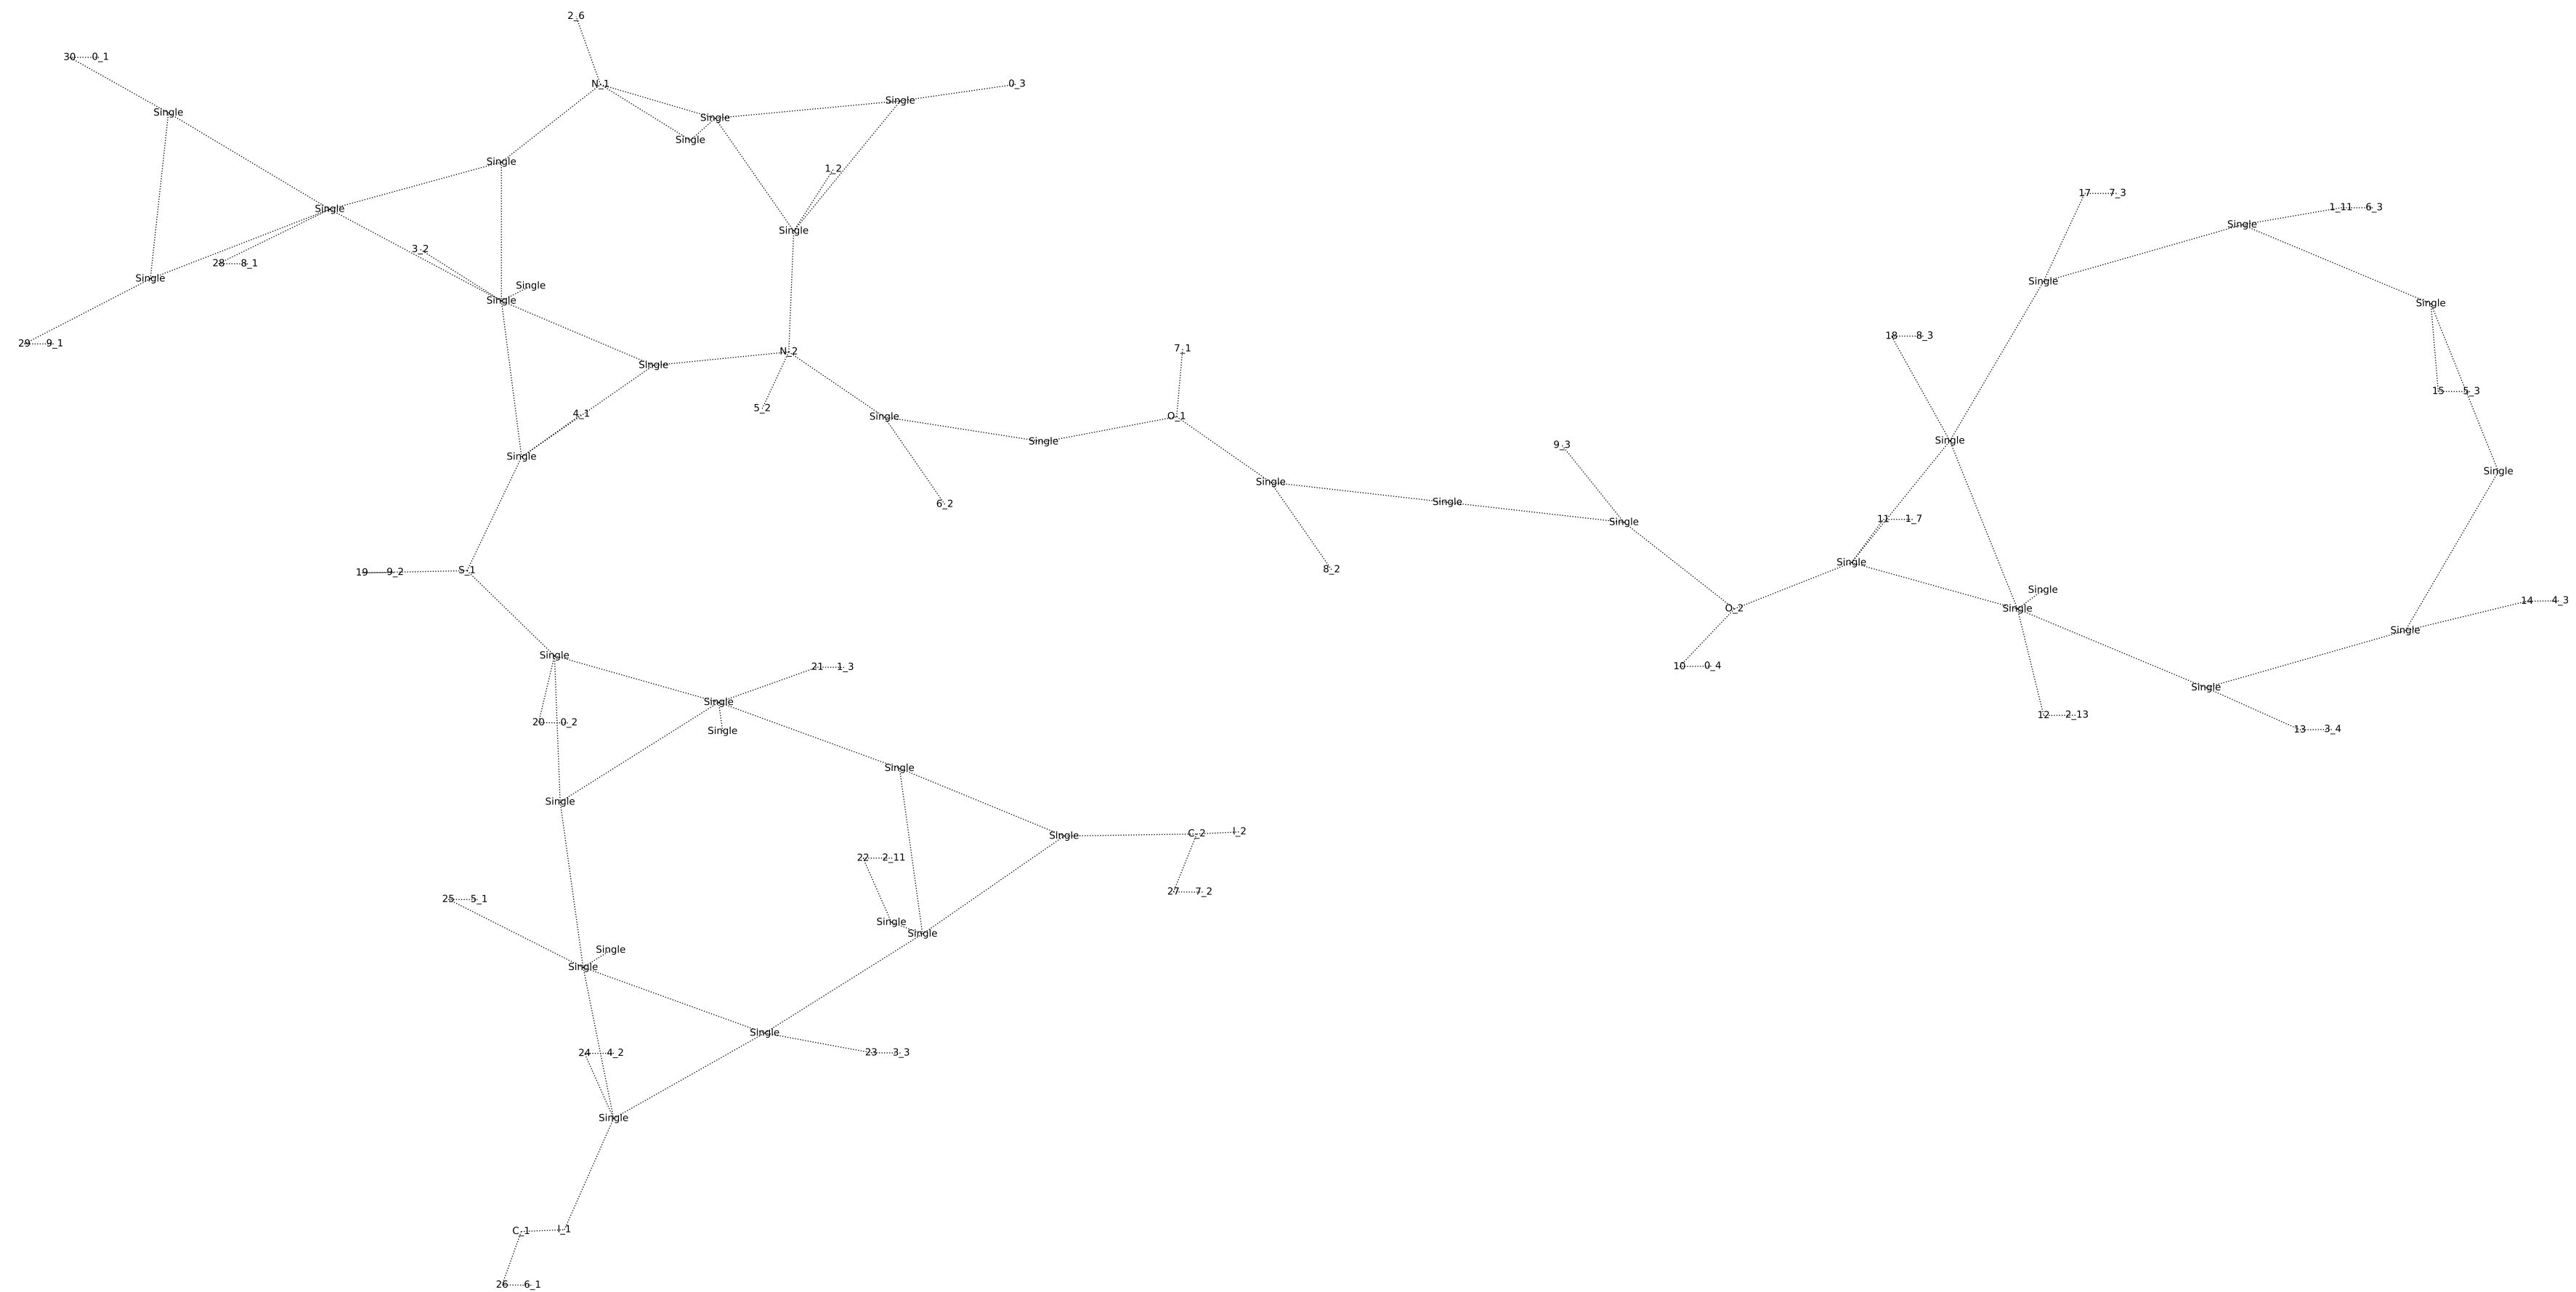 2_6
30 0_1
N_1
0_3
Single
Single
Single
Single
Single
1_2
17 7_3
1_11 6_3
Single
Single
Single
3_2
28 8_1
Single
Single
Single
Single
Single
18 8_3
29 9_1
7_1
N_2
Single
15 5_3
5_2
4_1
Single
O_1
Single
Single
9_3
Single
Single
Single
6_2
Single
Single
11 1_7
8_2
Single
19 9_2
S_1
Single
14 4_3
O_2
Single
Single
Single
21 1_3
10 0_4
Single
Single
12 2_13
20 0_2
Single
13 3_4
Single
Single
Single
C_2
I_2
22 2_11
27 7_2
25 5_1
Single
Single
Single
Single
Single
24 4_2
23 3_3
Single
C_1
I_1
26 6_1